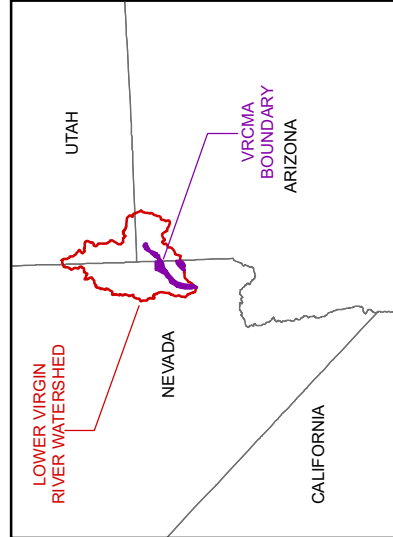 LOWER VIRGIN
RIVER WATERSHED
NEVADA
UTAH
VRCMA
BOUNDARY
ARIZONA
CALIFORNIA